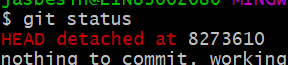 $ git status
HEAD detached at 8273610
nothing to commit, working